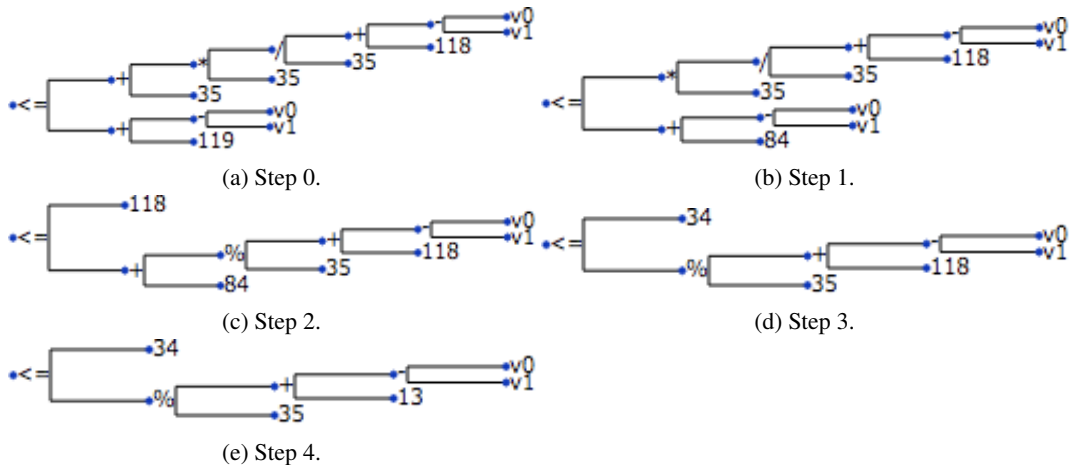 <= + * / + - v0
v1
118
35
35
35
+ - v0
v1
119
(a) Step 0.
<= * / + - v0
v1
118
35
35
+ - v0
v1
84
(b) Step 1.
<= 118
+ % + - v0
v1
118
35
84
(c) Step 2.
<= 34
% + - v0
v1
118
35
(d) Step 3.
<= 34
% + - v0
v1
13
35
(e) Step 4.